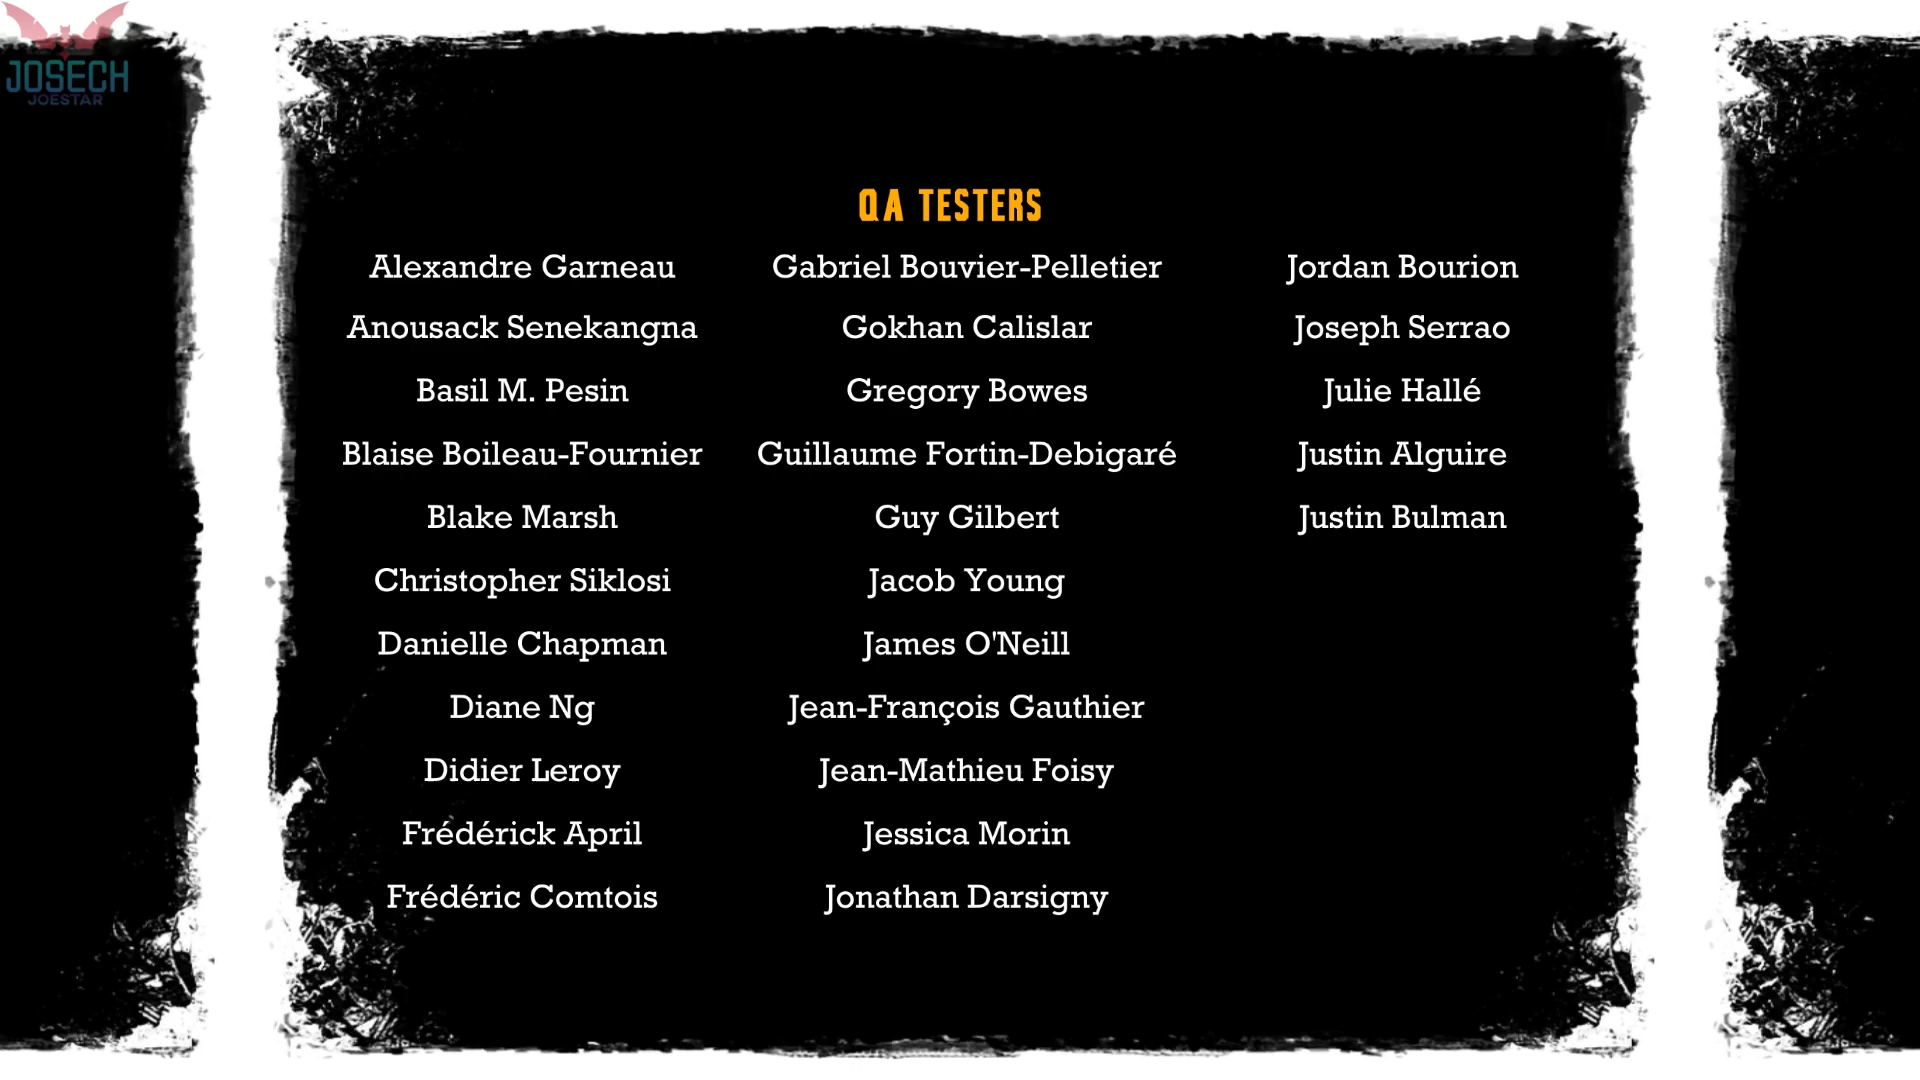 JOSECH
JOESTAR
QA TESTERS
Alexandre Garneau
Anousack Senekangna
Basil M. Pesin
Blaise Boileau-Fournier
Blake Marsh
Christopher Siklosi
Danielle Chapman
Diane Ng
Didier Leroy
Frédérick April
Frédéric Comtois
Gabriel Bouvier-Pelletier
Gokhan Calislar
Gregory Bowes
Guillaume Fortin-Debigaré
Guy Gilbert
Jacob Young
James O'Neill
Jean-François Gauthier
Jean-Mathieu Foisy
Jessica Morin
Jonathan Darsigny
Jordan Bourion
Joseph Serrao
Julie Hallé
Justin Alguire
Justin Bulman